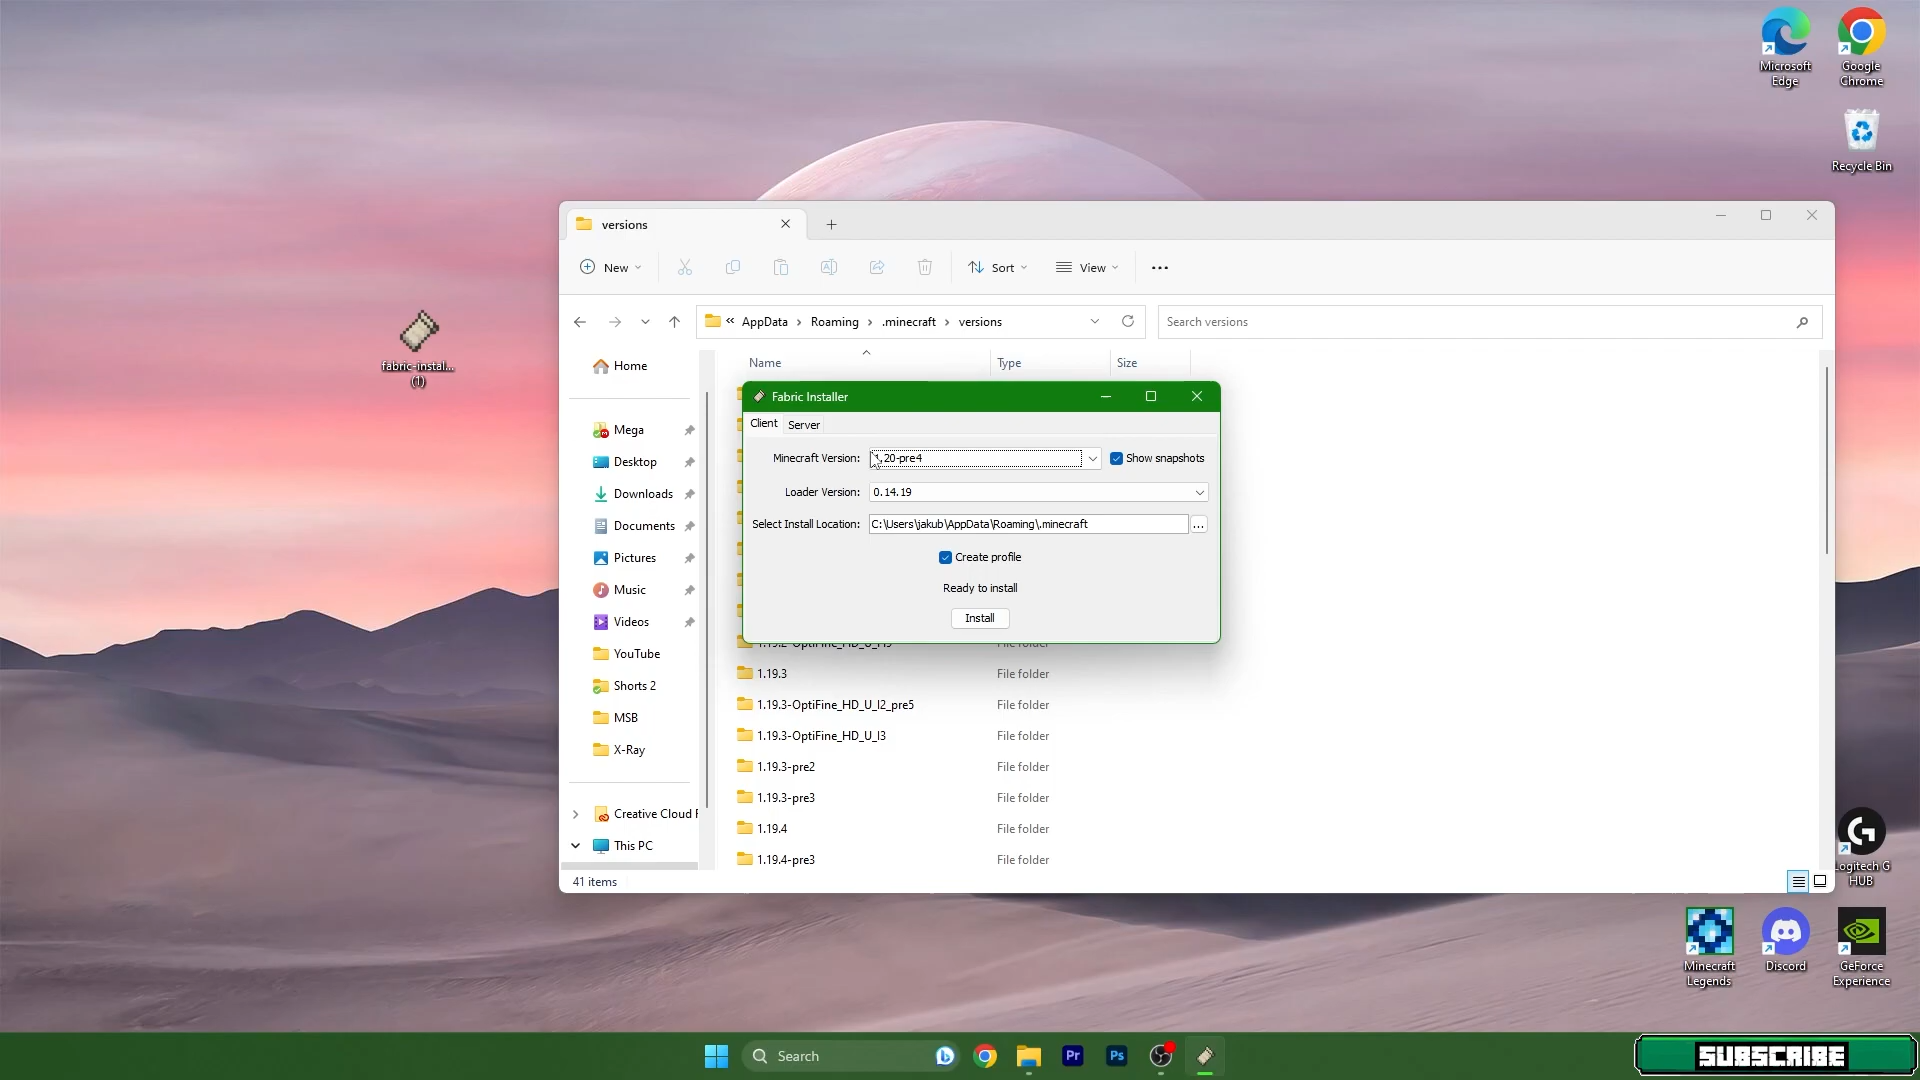 Microsoft
Edge
Google
Chrome
Recycle Bin
fabric-instal...
(1)
versions
New
Sort
View
« AppData › Roaming › .minecraft › versions
Search versions
Name
Type
Size
Home
Mega
Desktop
Downloads
Documents
Pictures
Music
Videos
YouTube
Shorts 2
MSB
X-Ray
Creative Cloud F
This PC
Fabric Installer
Client
Server
Minecraft Version:
.20-pre4
Show snapshots
Loader Version:
0.14.19
Select Install Location:
C:\Users\jakub\AppData\Roaming\.minecraft
...
Create profile
Ready to install
Install
File folder
1.19.3
File folder
1.19.3-OptiFine_HD_U_I2_pre5
File folder
1.19.3-OptiFine_HD_U_I3
File folder
1.19.3-pre2
File folder
1.19.3-pre3
File folder
1.19.4
File folder
1.19.4-pre3
File folder
41 items
Logitech G
HUB
Minecraft
Legends
Discord
GeForce
Experience
Search
Pr
Ps
SUBSCRIBE